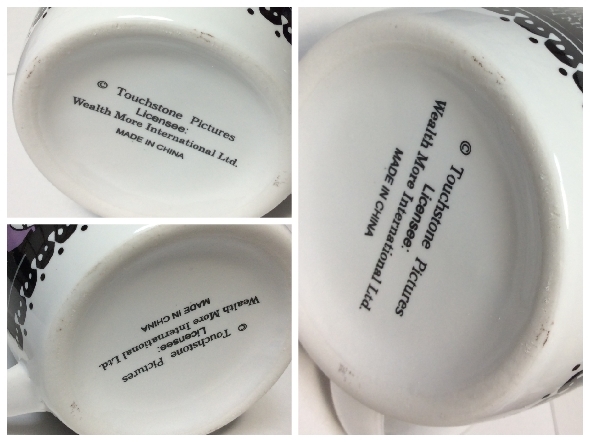 © Touchstone Pictures
Licensee:
Wealth More International Ltd.
MADE IN CHINA
© Touchstone Pictures
Licensee:
Wealth More International Ltd.
MADE IN CHINA
© Touchstone Pictures
Licensee:
Wealth More International Ltd.
MADE IN CHINA